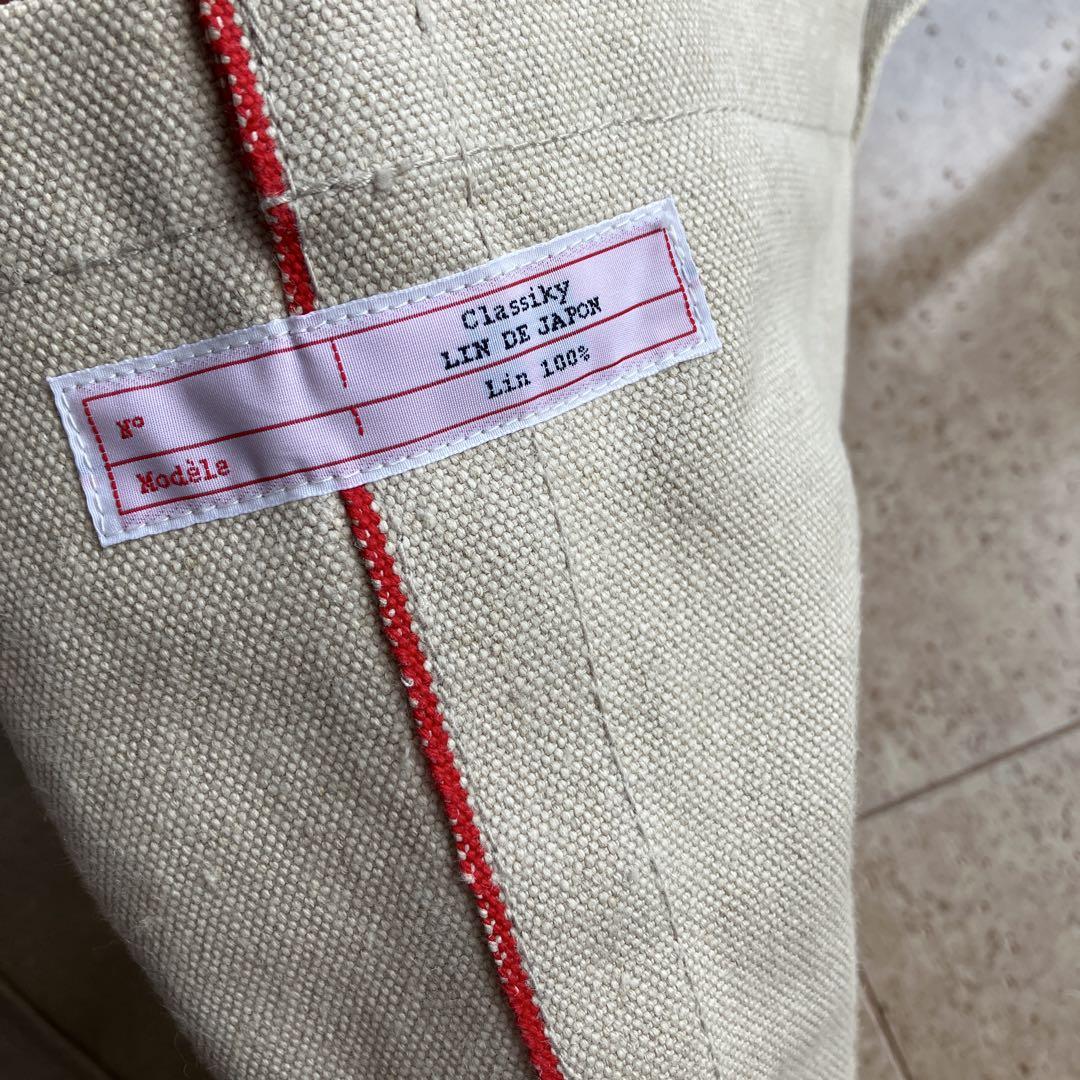 Classiky
LIN DE JAPON
Lin 100%
N°
Modèle